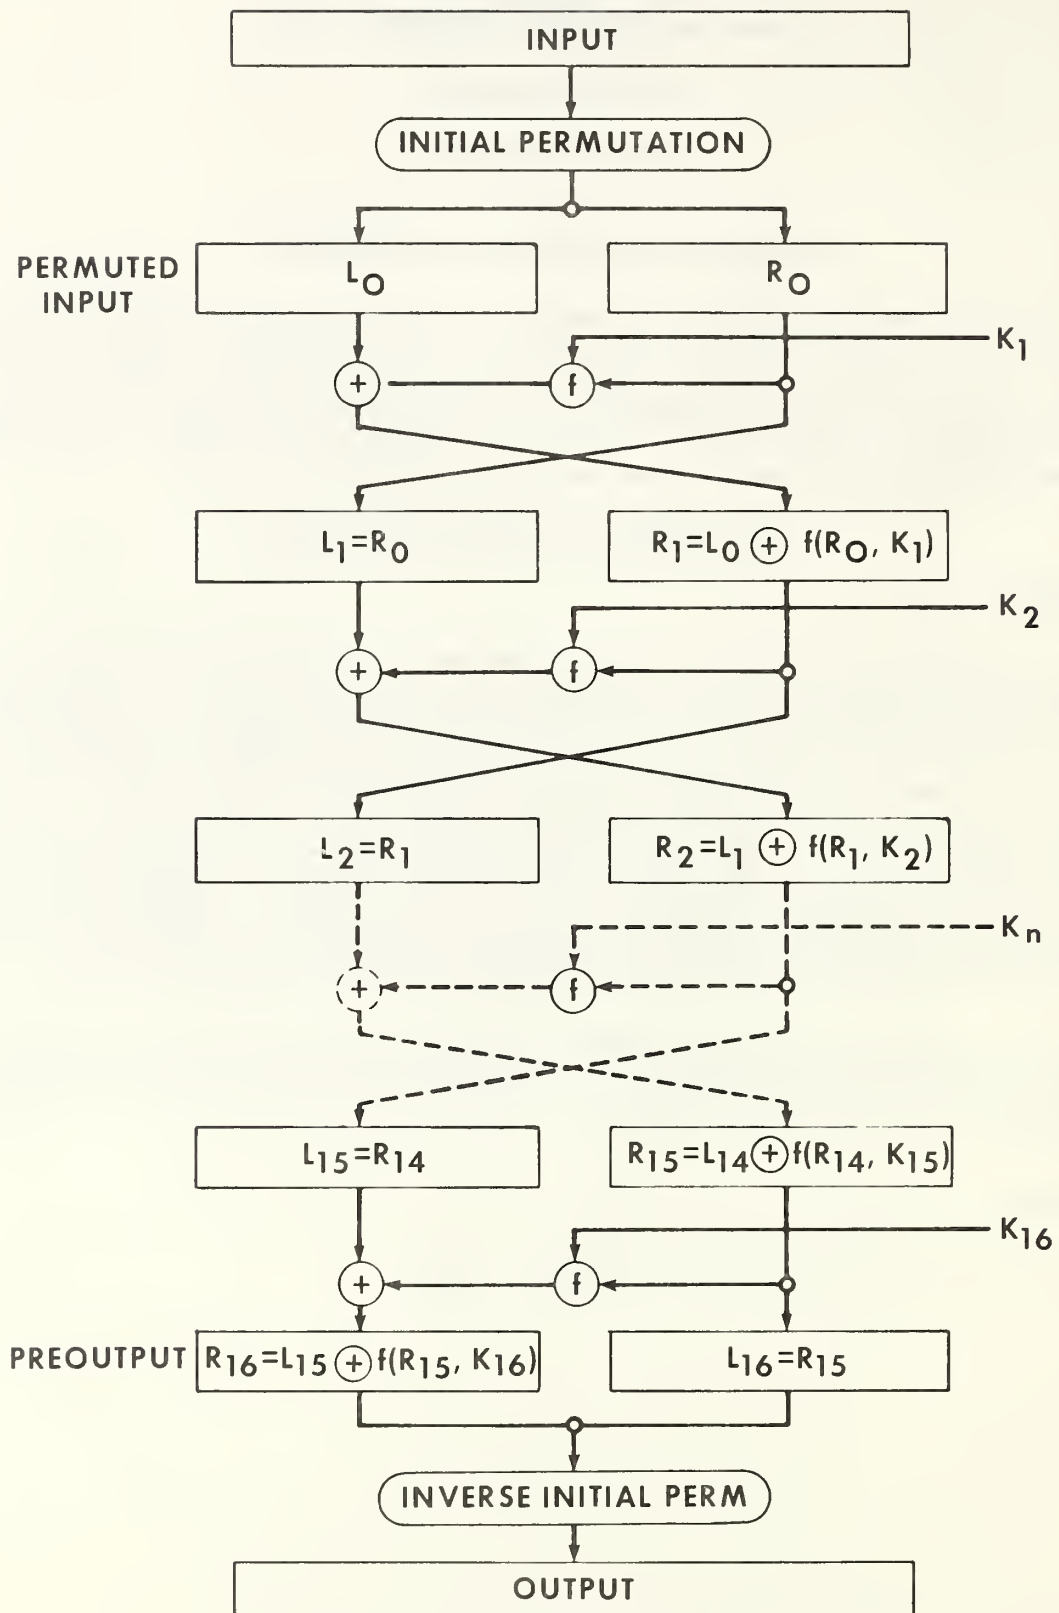 INPUT
INITIAL PERMUTATION
PERMUTED
INPUT
L₀
R₀
K₁
+
f
L₁=R₀
R₁=L₀ ⊕ f(R₀, K₁)
K₂
+
f
L₂=R₁
R₂=L₁ ⊕ f(R₁, K₂)
Kₙ
+
f
L₁₅=R₁₄
R₁₅=L₁₄⊕f(R₁₄, K₁₅)
K₁₆
+
f
PREOUTPUT
R₁₆=L₁₅⊕f(R₁₅, K₁₆)
L₁₆=R₁₅
INVERSE INITIAL PERM
OUTPUT